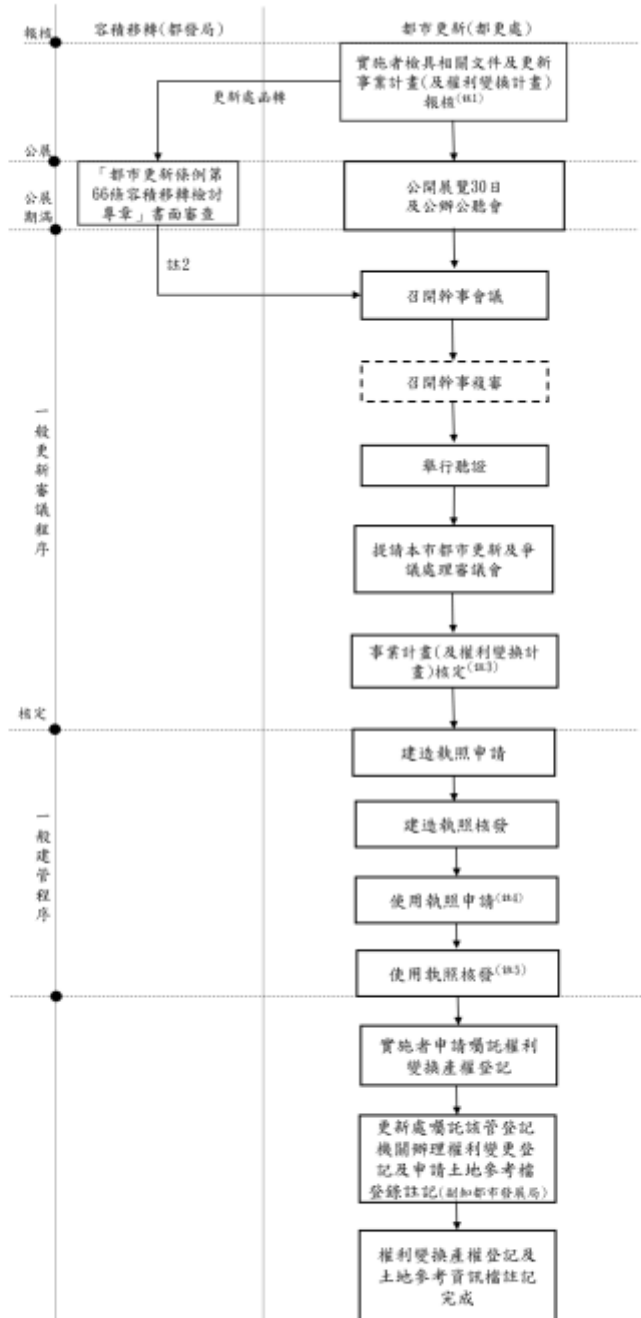 容積移轉(都發局)
都市更新(都更處)
報核
實施者檢具相關文件及更新
事業計畫(及權利變換計畫)
報核(註1)
更新處函轉
公展
「都市更新條例第
66條容積移轉檢討
專章」書面審查
公開展覽30日
及公辦公聽會
公展
期滿
註2
召開幹事會議
召開幹事複審
舉行聽證
一般更新審議程序
提請本市都市更新及爭
議處理審議會
事業計畫(及權利變換計
畫)核定(註3)
核定
建造執照申請
建造執照核發
一般建管程序
使用執照申請(註4)
使用執照核發(註5)
實施者申請囑託權利
變換產權登記
更新處囑託該管登記
機關辦理權利變更登
記及申請土地參考檔
登錄註記(副知都市發展局)
權利變換產權登記及
土地參考資訊檔註記
完成